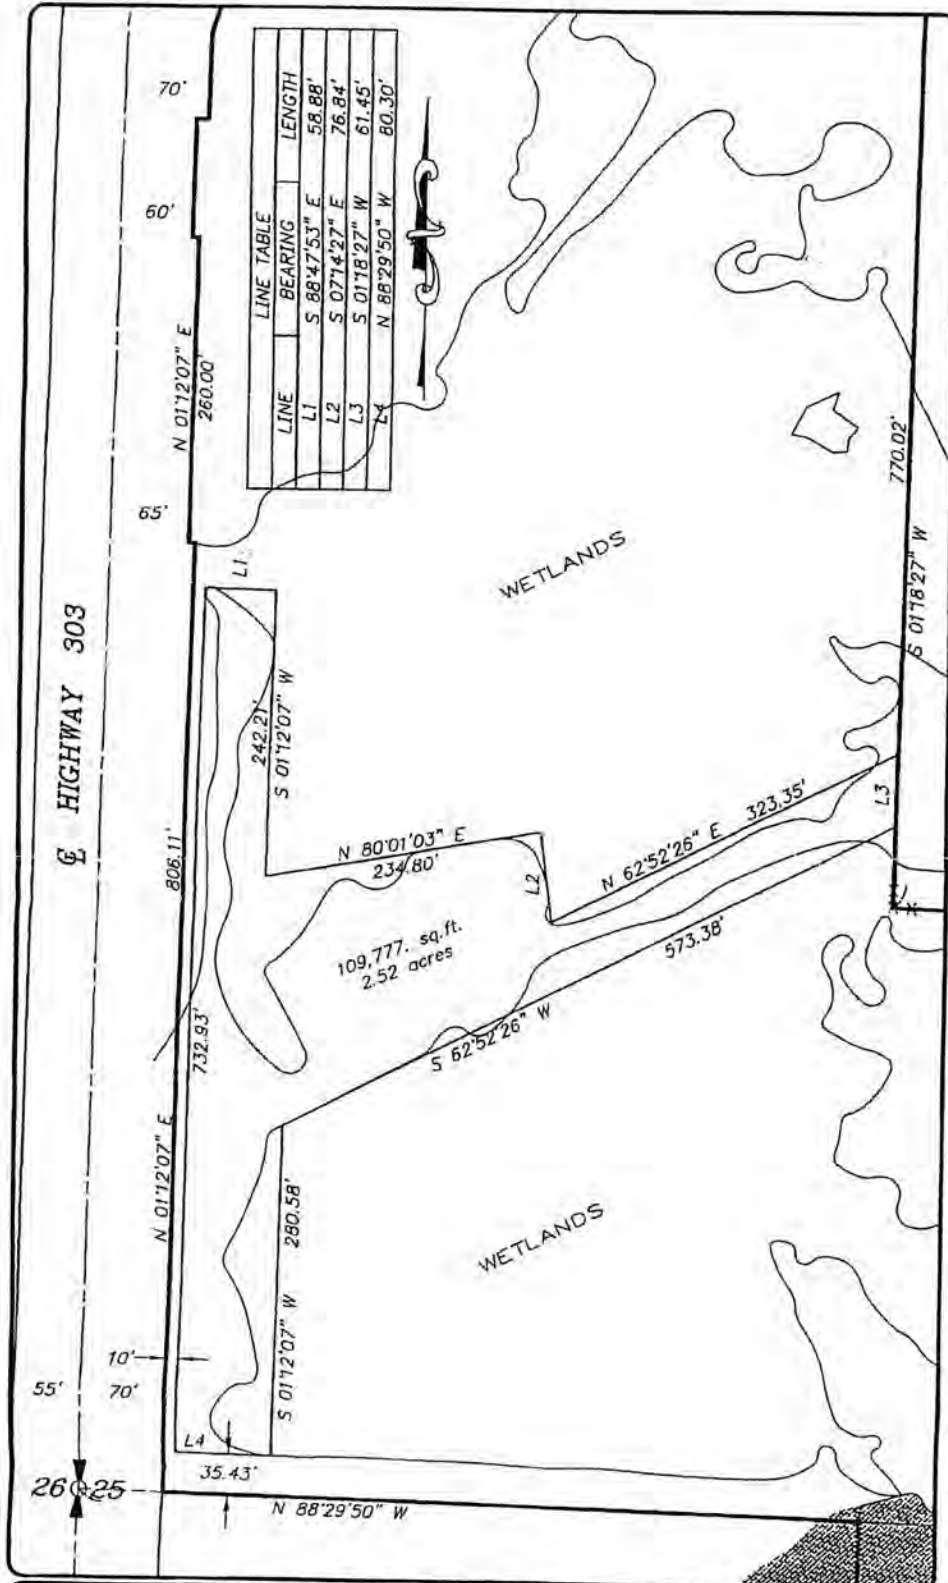 70'
60'
N 01°12'07" E
260.00'
65'
LINE TABLE
LINE BEARING LENGTH
L1 S 88°47'53" E 58.88'
L2 S 07°14'27" E 76.84'
L3 S 01°18'27" W 61.45'
L4 N 88°29'50" W 80.30'
℄ HIGHWAY 303
L1
WETLANDS
770.02'
S 01°18'27" W
242.21'
S 01°12'07" W
806.11'
N 80°01'03" E
234.80'
L2
N 62°52'26" E 323.35'
L3
109,777. sq.ft.
2.52 acres
573.38'
S 62°52'26" W
732.93'
N 01°12'07" E
280.58'
S 01°12'07" W
WETLANDS
10'
55' 70'
L4
35.43'
26 25
N 88°29'50" W